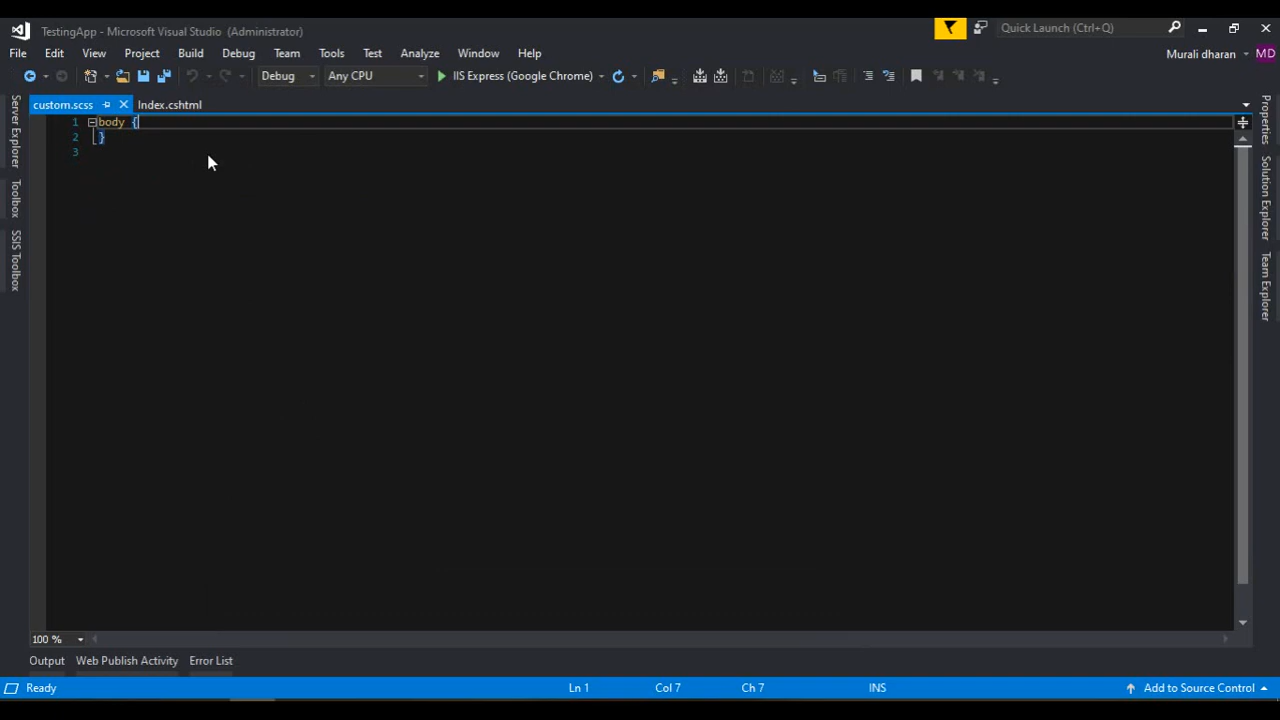 TestingApp - Microsoft Visual Studio (Administrator)
Quick Launch (Ctrl+Q)
File Edit View Project Build Debug Team Tools Test Analyze Window Help
Murali dharan MD
Debug Any CPU IIS Express (Google Chrome)
custom.scss Index.cshtml
1 body {
2 }
3
Server Explorer
Toolbox
SSIS Toolbox
Properties
Solution Explorer
Team Explorer
100 %
Output Web Publish Activity Error List
Ready Ln 1 Col 7 Ch 7 INS Add to Source Control